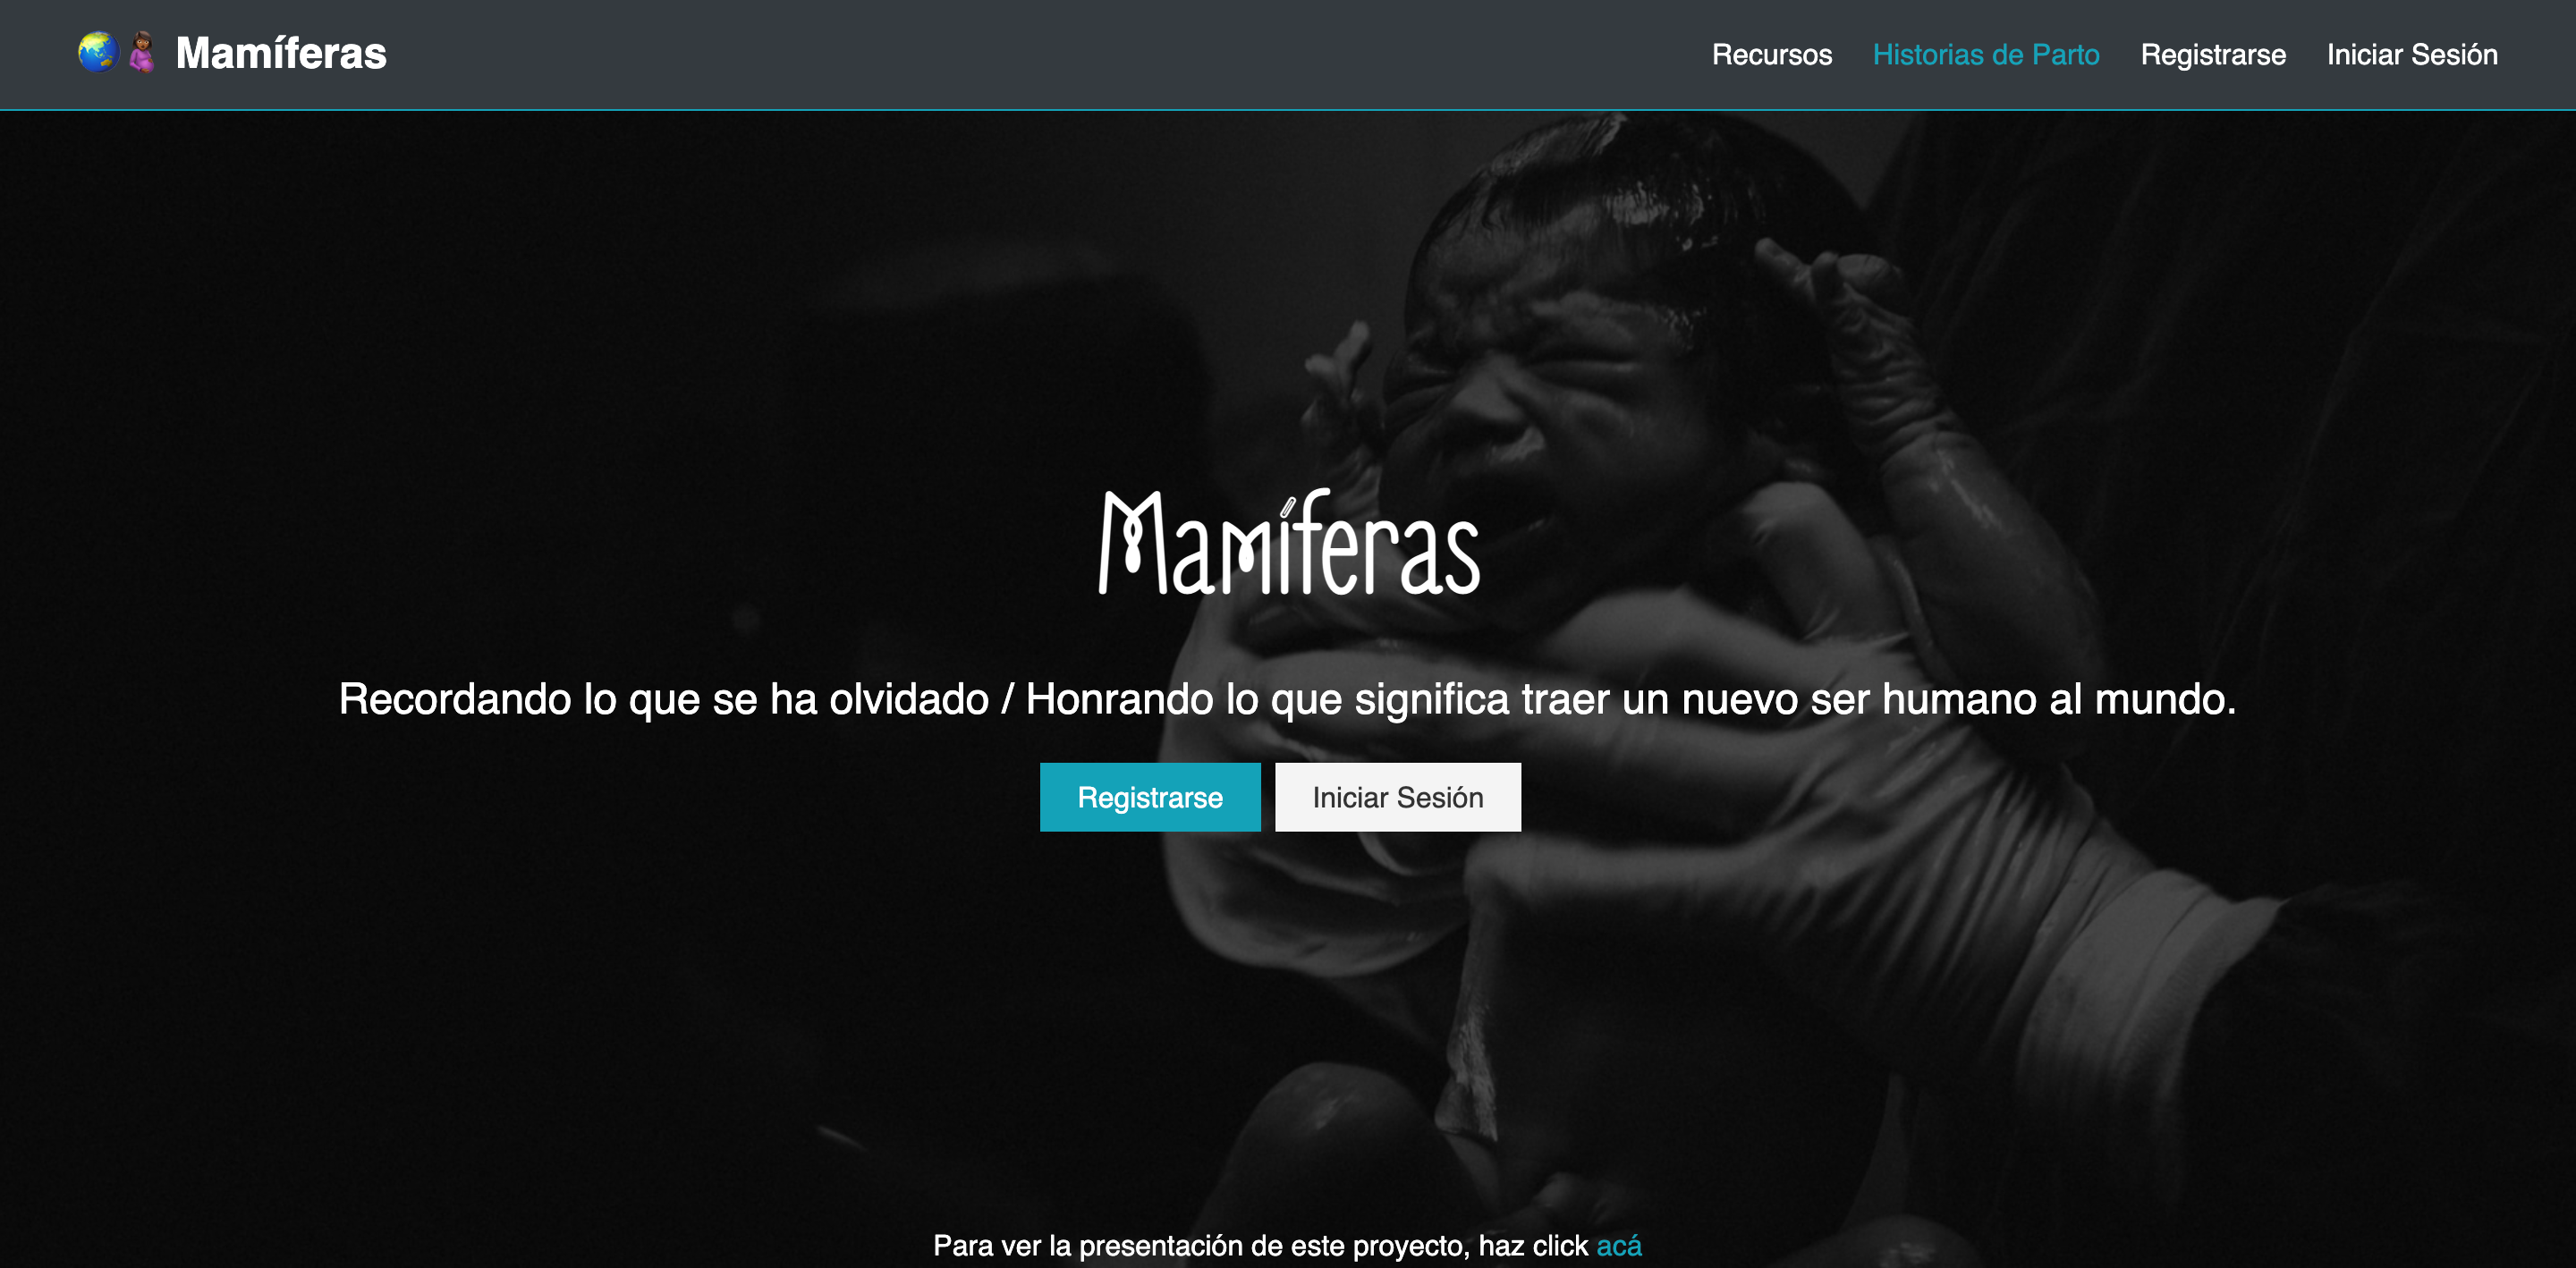 Mamíferas
Recursos Historias de Parto Registrarse Iniciar Sesión
Mamíferas
Recordando lo que se ha olvidado / Honrando lo que significa traer un nuevo ser humano al mundo.
Registrarse Iniciar Sesión
Para ver la presentación de este proyecto, haz click acá